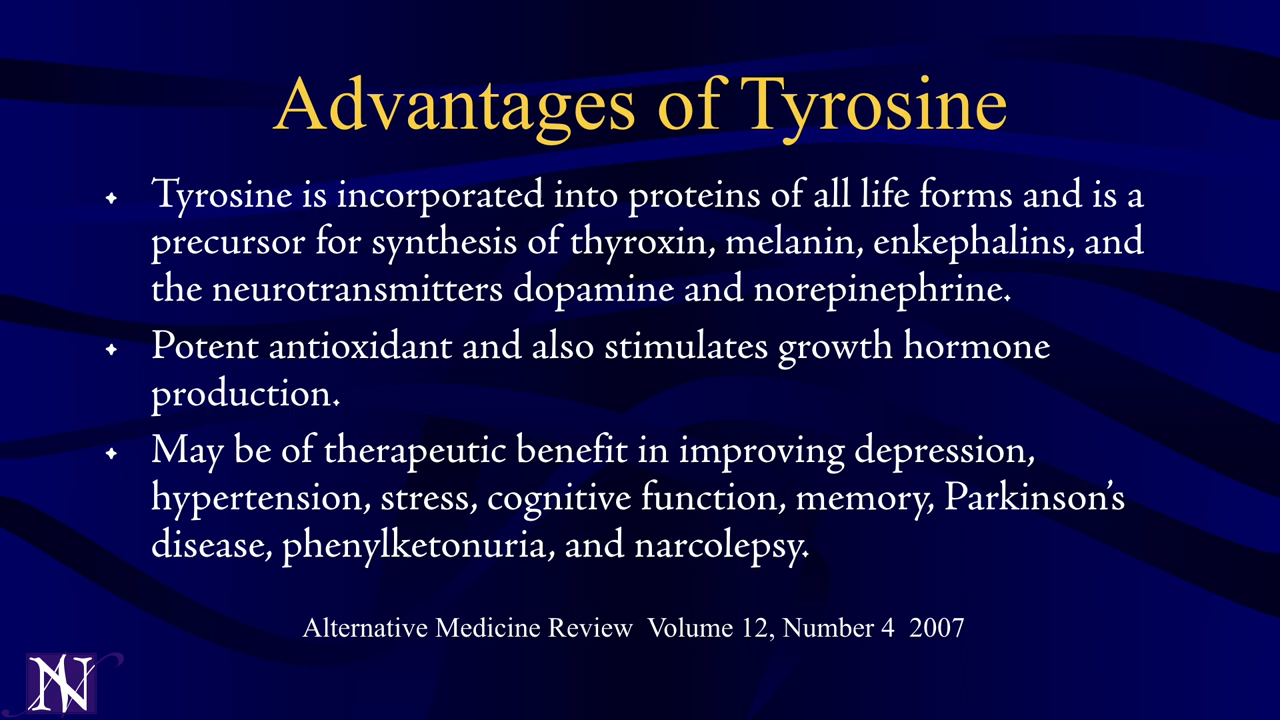 Advantages of Tyrosine
Tyrosine is incorporated into proteins of all life forms and is a
precursor for synthesis of thyroxin, melanin, enkephalins, and
the neurotransmitters dopamine and norepinephrine.
Potent antioxidant and also stimulates growth hormone
production.
May be of therapeutic benefit in improving depression,
hypertension, stress, cognitive function, memory, Parkinson’s
disease, phenylketonuria, and narcolepsy.
Alternative Medicine Review  Volume 12, Number 4  2007
N